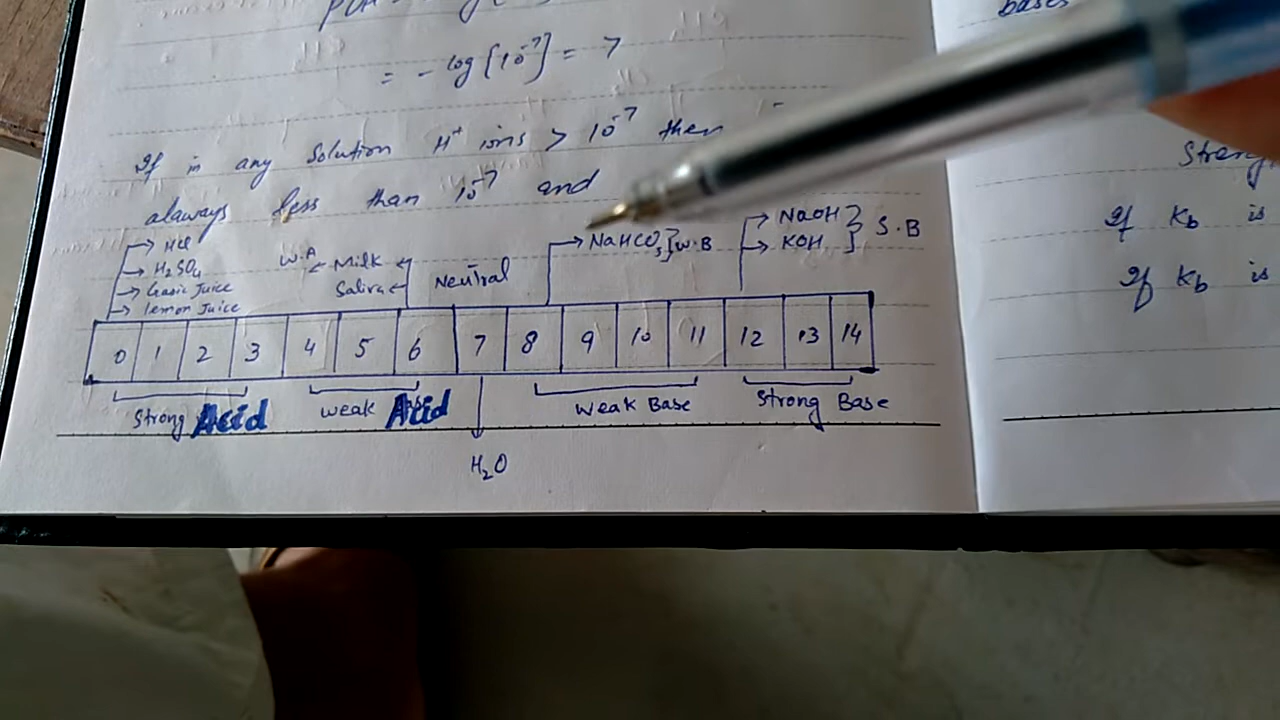 = - log [10⁻⁷] = 7
If in any Solution H⁺ ions > 10⁻⁷ then
alaways less than 10⁻⁷ and
HCl
H₂SO₄
Gasic Juice
lemon Juice
W.A Milk
Saliva
Neutral
NaHCO₃}W.B
NaOH
KOH } S.B
0 1 2 3 4 5 6 7 8 9 10 11 12 13 14
Strong Acid weak Acid Weak Base Strong Base
H₂O
bases
If Kb is
If Kb is